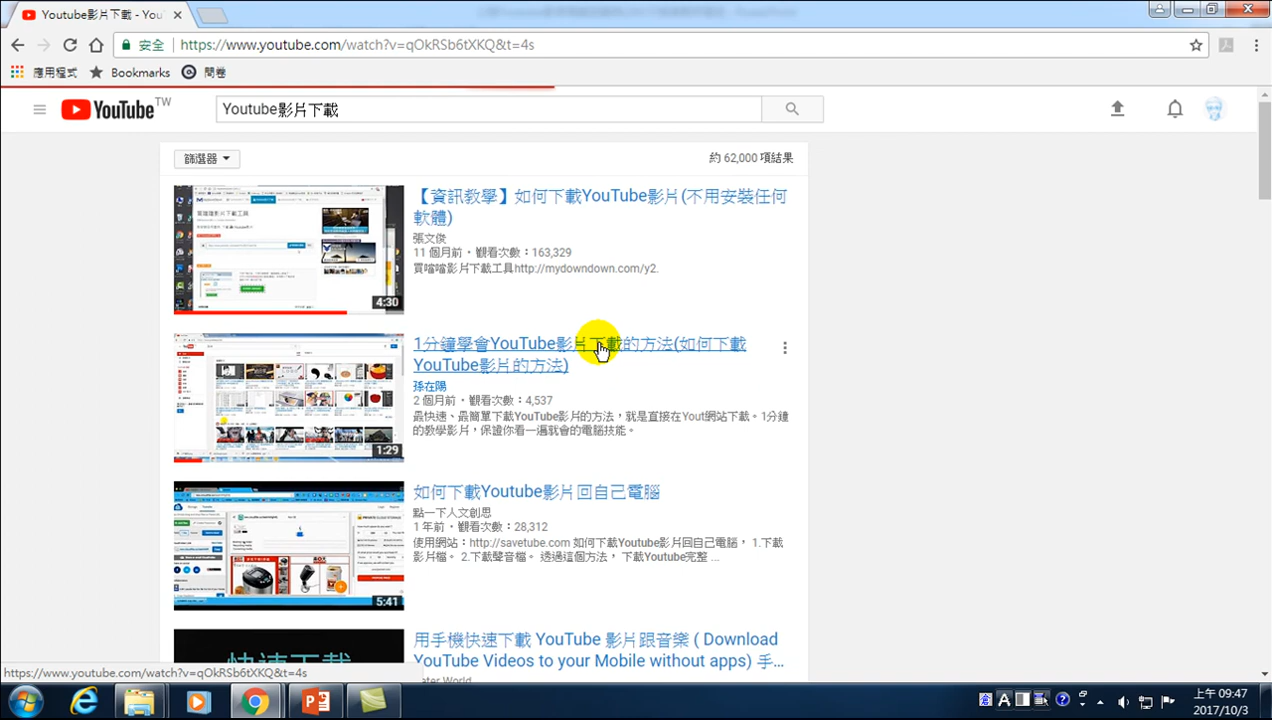 Youtube影片下載 - You
安全 https://www.youtube.com/watch?v=qOkRSb6tXKQ&t=4s
應用程式 Bookmarks 問卷
YouTube TW
Youtube影片下載
篩選器
約 62,000 項結果
【資訊教學】如何下載YouTube影片(不用安裝任何
軟體)
張文俊
11 個月前・觀看次數：163,329
買噹噹影片下載工具http://mydowndown.com/y2.
4:30
1分鐘學會YouTube影片下載的方法(如何下載
YouTube影片的方法)
孫在陽
2 個月前・觀看次數：4,537
最快速、最簡單下載YouTube影片的方法，就是直接在Yout網站下載。1分鐘
的教學影片，保證你看一遍就會的電腦技能。
1:29
如何下載Youtube影片回自己電腦
點一下人文創思
1 年前・觀看次數：28,312
使用網站：http://savetube.com 如何下載Youtube影片回自己電腦， 1.下載
影片檔。 2.下載聲音檔。 透過這個方法， 下載Youtube完整 ...
5:41
用手機快速下載 YouTube 影片跟音樂 ( Download
YouTube Videos to your Mobile without apps) 手...
快速下載
https://www.youtube.com/watch?v=qOkRSb6tXKQ&t=4s
上午 09:47
2017/10/3